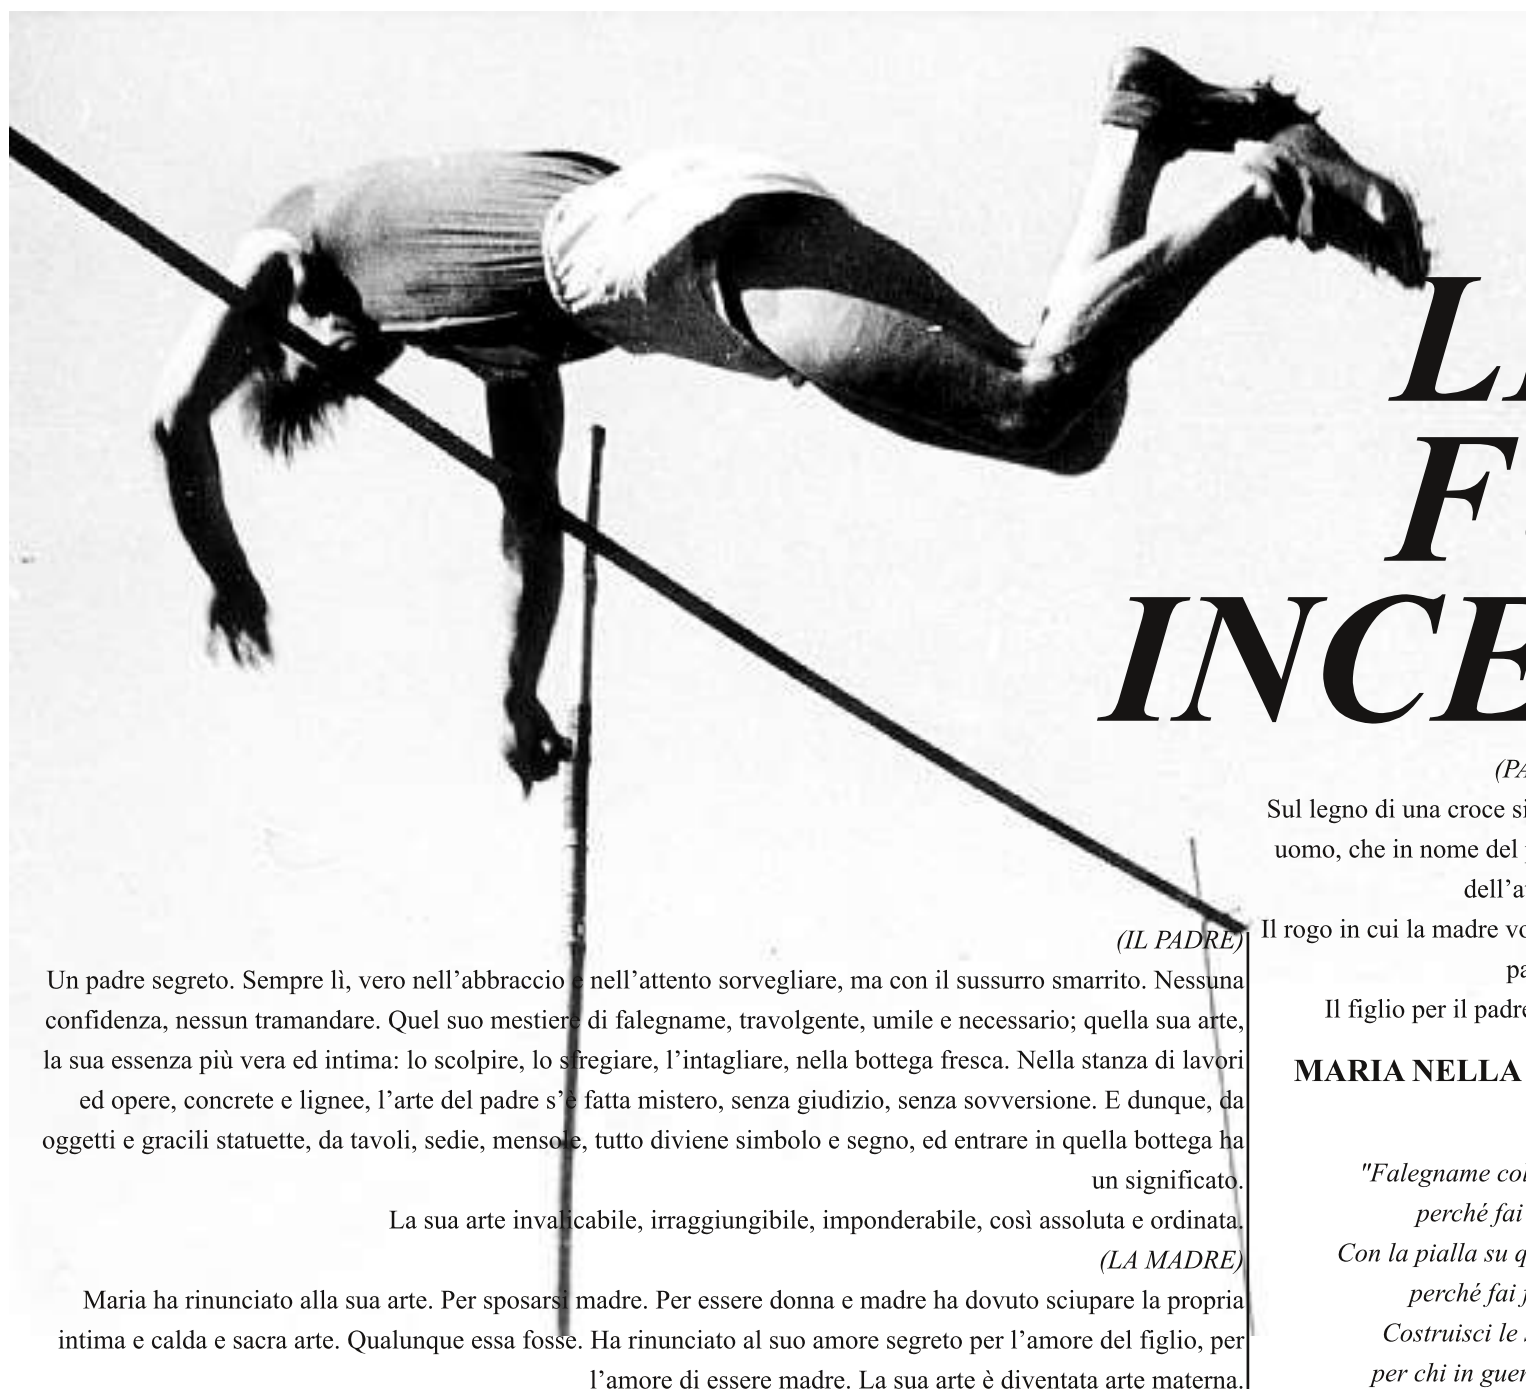 INCE
(IL PADRE)
Un padre segreto. Sempre lì, vero nell’abbraccio e nell’attento sorvegliare, ma con il sussurro smarrito. Nessuna
confidenza, nessun tramandare. Quel suo mestiere di falegname, travolgente, umile e necessario; quella sua arte,
la sua essenza più vera ed intima: lo scolpire, lo sfregiare, l’intagliare, nella bottega fresca. Nella stanza di lavori
ed opere, concrete e lignee, l’arte del padre s’è fatta mistero, senza giudizio, senza sovversione. E dunque, da
oggetti e gracili statuette, da tavoli, sedie, mensole, tutto diviene simbolo e segno, ed entrare in quella bottega ha
un significato.
La sua arte invalicabile, irraggiungibile, imponderabile, così assoluta e ordinata.
(LA MADRE)
Maria ha rinunciato alla sua arte. Per sposarsi madre. Per essere donna e madre ha dovuto sciupare la propria
intima e calda e sacra arte. Qualunque essa fosse. Ha rinunciato al suo amore segreto per l’amore del figlio, per
l’amore di essere madre. La sua arte è diventata arte materna.
(PA
Sul legno di una croce si
uomo, che in nome del
dell’a
Il rogo in cui la madre vo
pa
Il figlio per il padre
MARIA NELLA
"Falegname col
perché fai
Con la pialla su q
perché fai
Costruisci le
per chi in guer